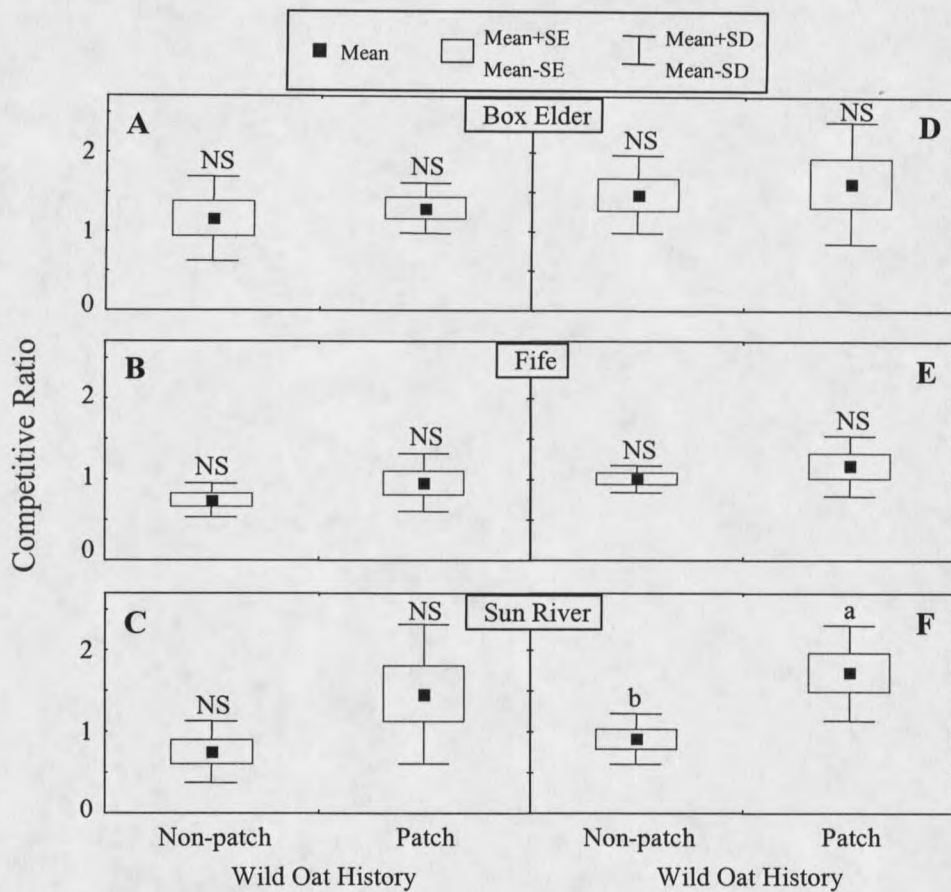 Mean
Mean+SE
Mean-SE
Mean+SD
Mean-SD
Competitive Ratio
A
Box Elder
D
2
1
0
NS
NS
NS
NS
B
Fife
E
2
1
0
NS
NS
NS
NS
C
Sun River
F
2
1
0
NS
NS
b
a
Non-patch
Patch
Non-patch
Patch
Wild Oat History
Wild Oat History